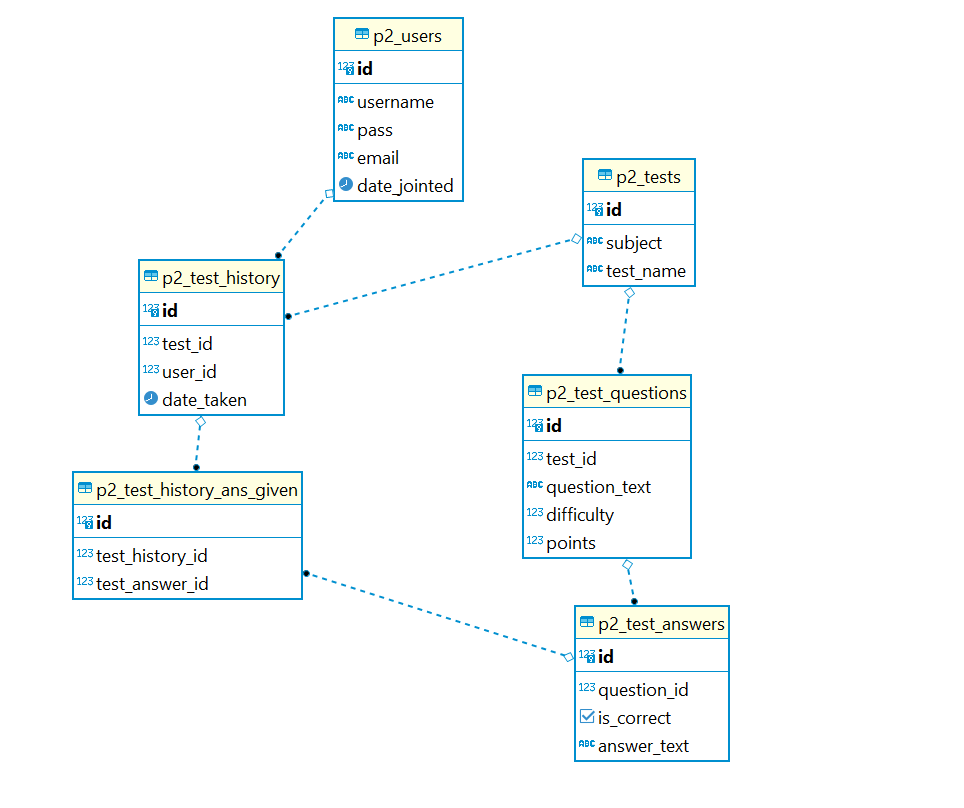 p2_users
123 id
ABC username
ABC pass
ABC email
date_jointed
p2_tests
123 id
ABC subject
ABC test_name
p2_test_history
123 id
123 test_id
123 user_id
date_taken
p2_test_questions
123 id
123 test_id
ABC question_text
123 difficulty
123 points
p2_test_history_ans_given
123 id
123 test_history_id
123 test_answer_id
p2_test_answers
123 id
123 question_id
is_correct
ABC answer_text